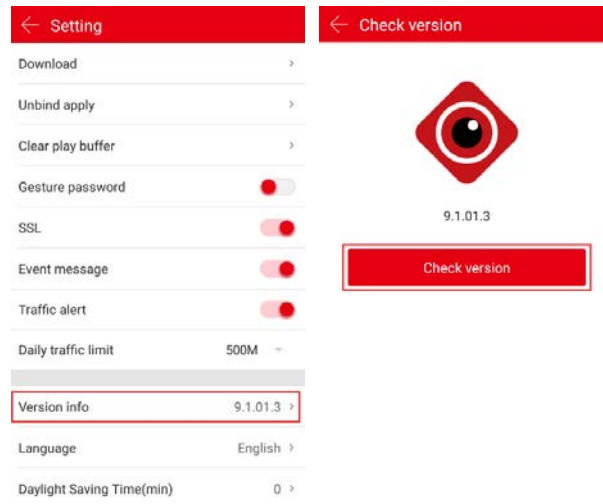 Setting
Download
Unbind apply
Clear play buffer
Gesture password
SSL
Event message
Traffic alert
Daily traffic limit 500M
Version info 9.1.01.3
Language English
Daylight Saving Time(min) 0
Check version
9.1.01.3
Check version